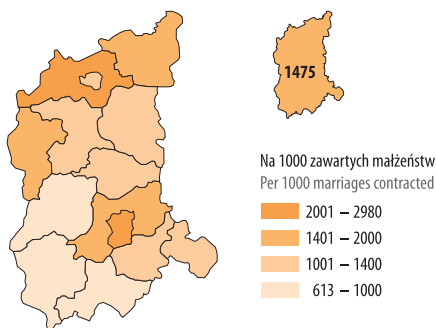 1475
Na 1000 zawartych małżeństw
Per 1000 marriages contracted
2001 – 2980
1401 – 2000
1001 – 1400
613 – 1000